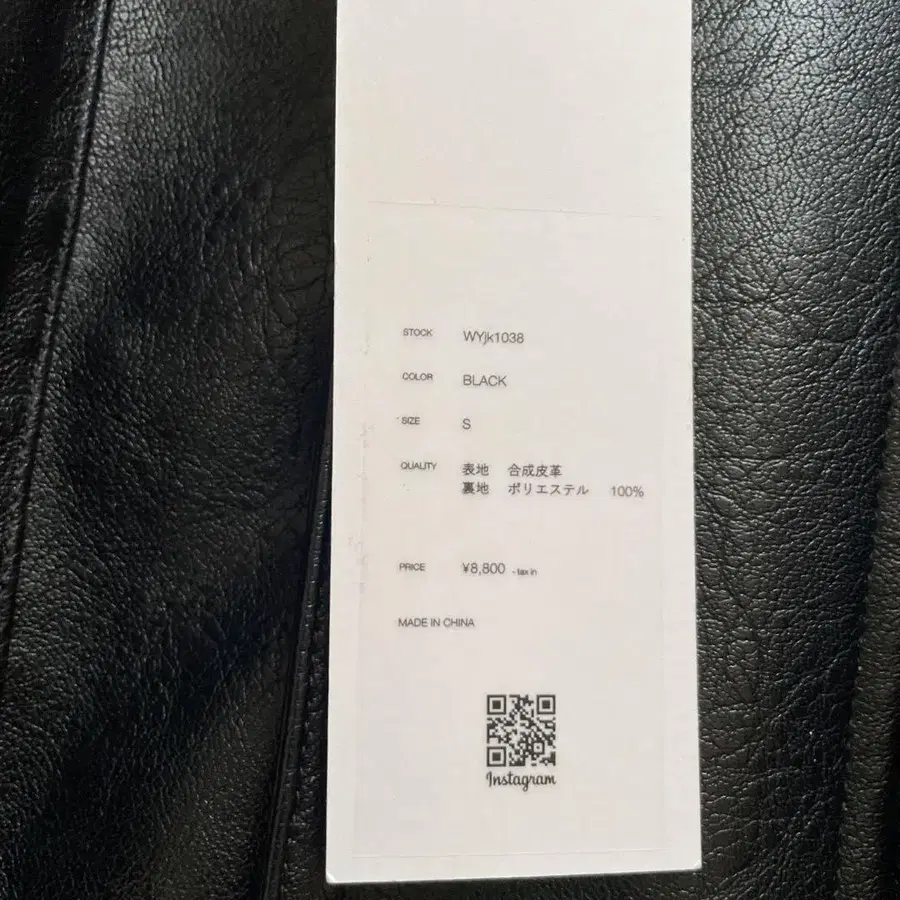 STOCK WYjk1038
COLOR BLACK
SIZE S
QUALITY 表地 合成皮革
裏地 ポリエステル 100%
PRICE ¥8,800 - tax in
MADE IN CHINA
Instagram